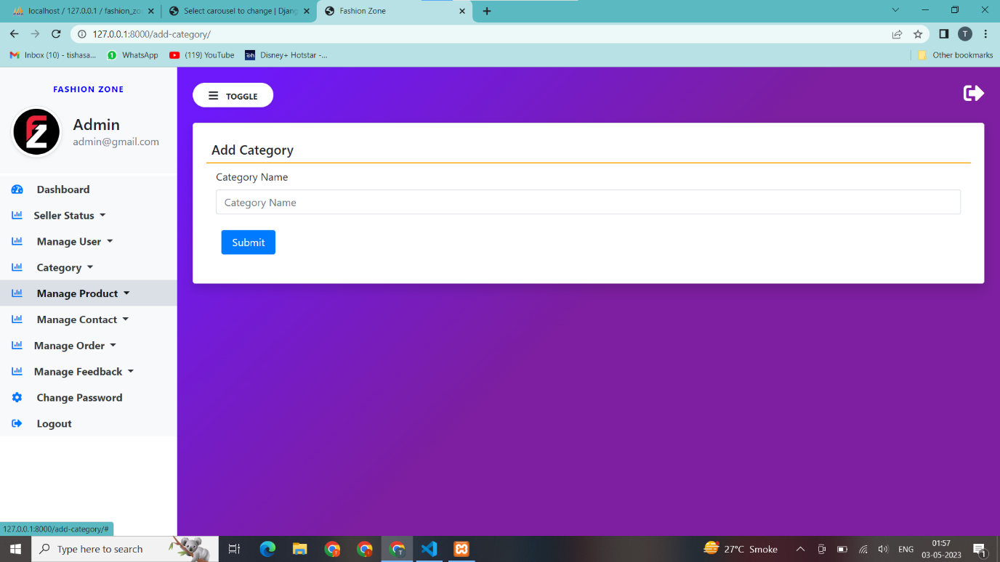 localhost / 127.0.0.1 / fashion_zo
Select carousel to change | Djang
Fashion Zone
127.0.0.1:8000/add-category/
T
Inbox (10) - tishasa...
WhatsApp
(119) YouTube
Disney+ Hotstar -...
Other bookmarks
FASHION ZONE
FZ
Admin
admin@gmail.com
TOGGLE
Dashboard
Seller Status
Manage User
Category
Manage Product
Manage Contact
Manage Order
Manage Feedback
Change Password
Logout
Add Category
Category Name
Category Name
Submit
127.0.0.1:8000/add-category/#
Type here to search
27°C Smoke
ENG
01:57
03-05-2023
1